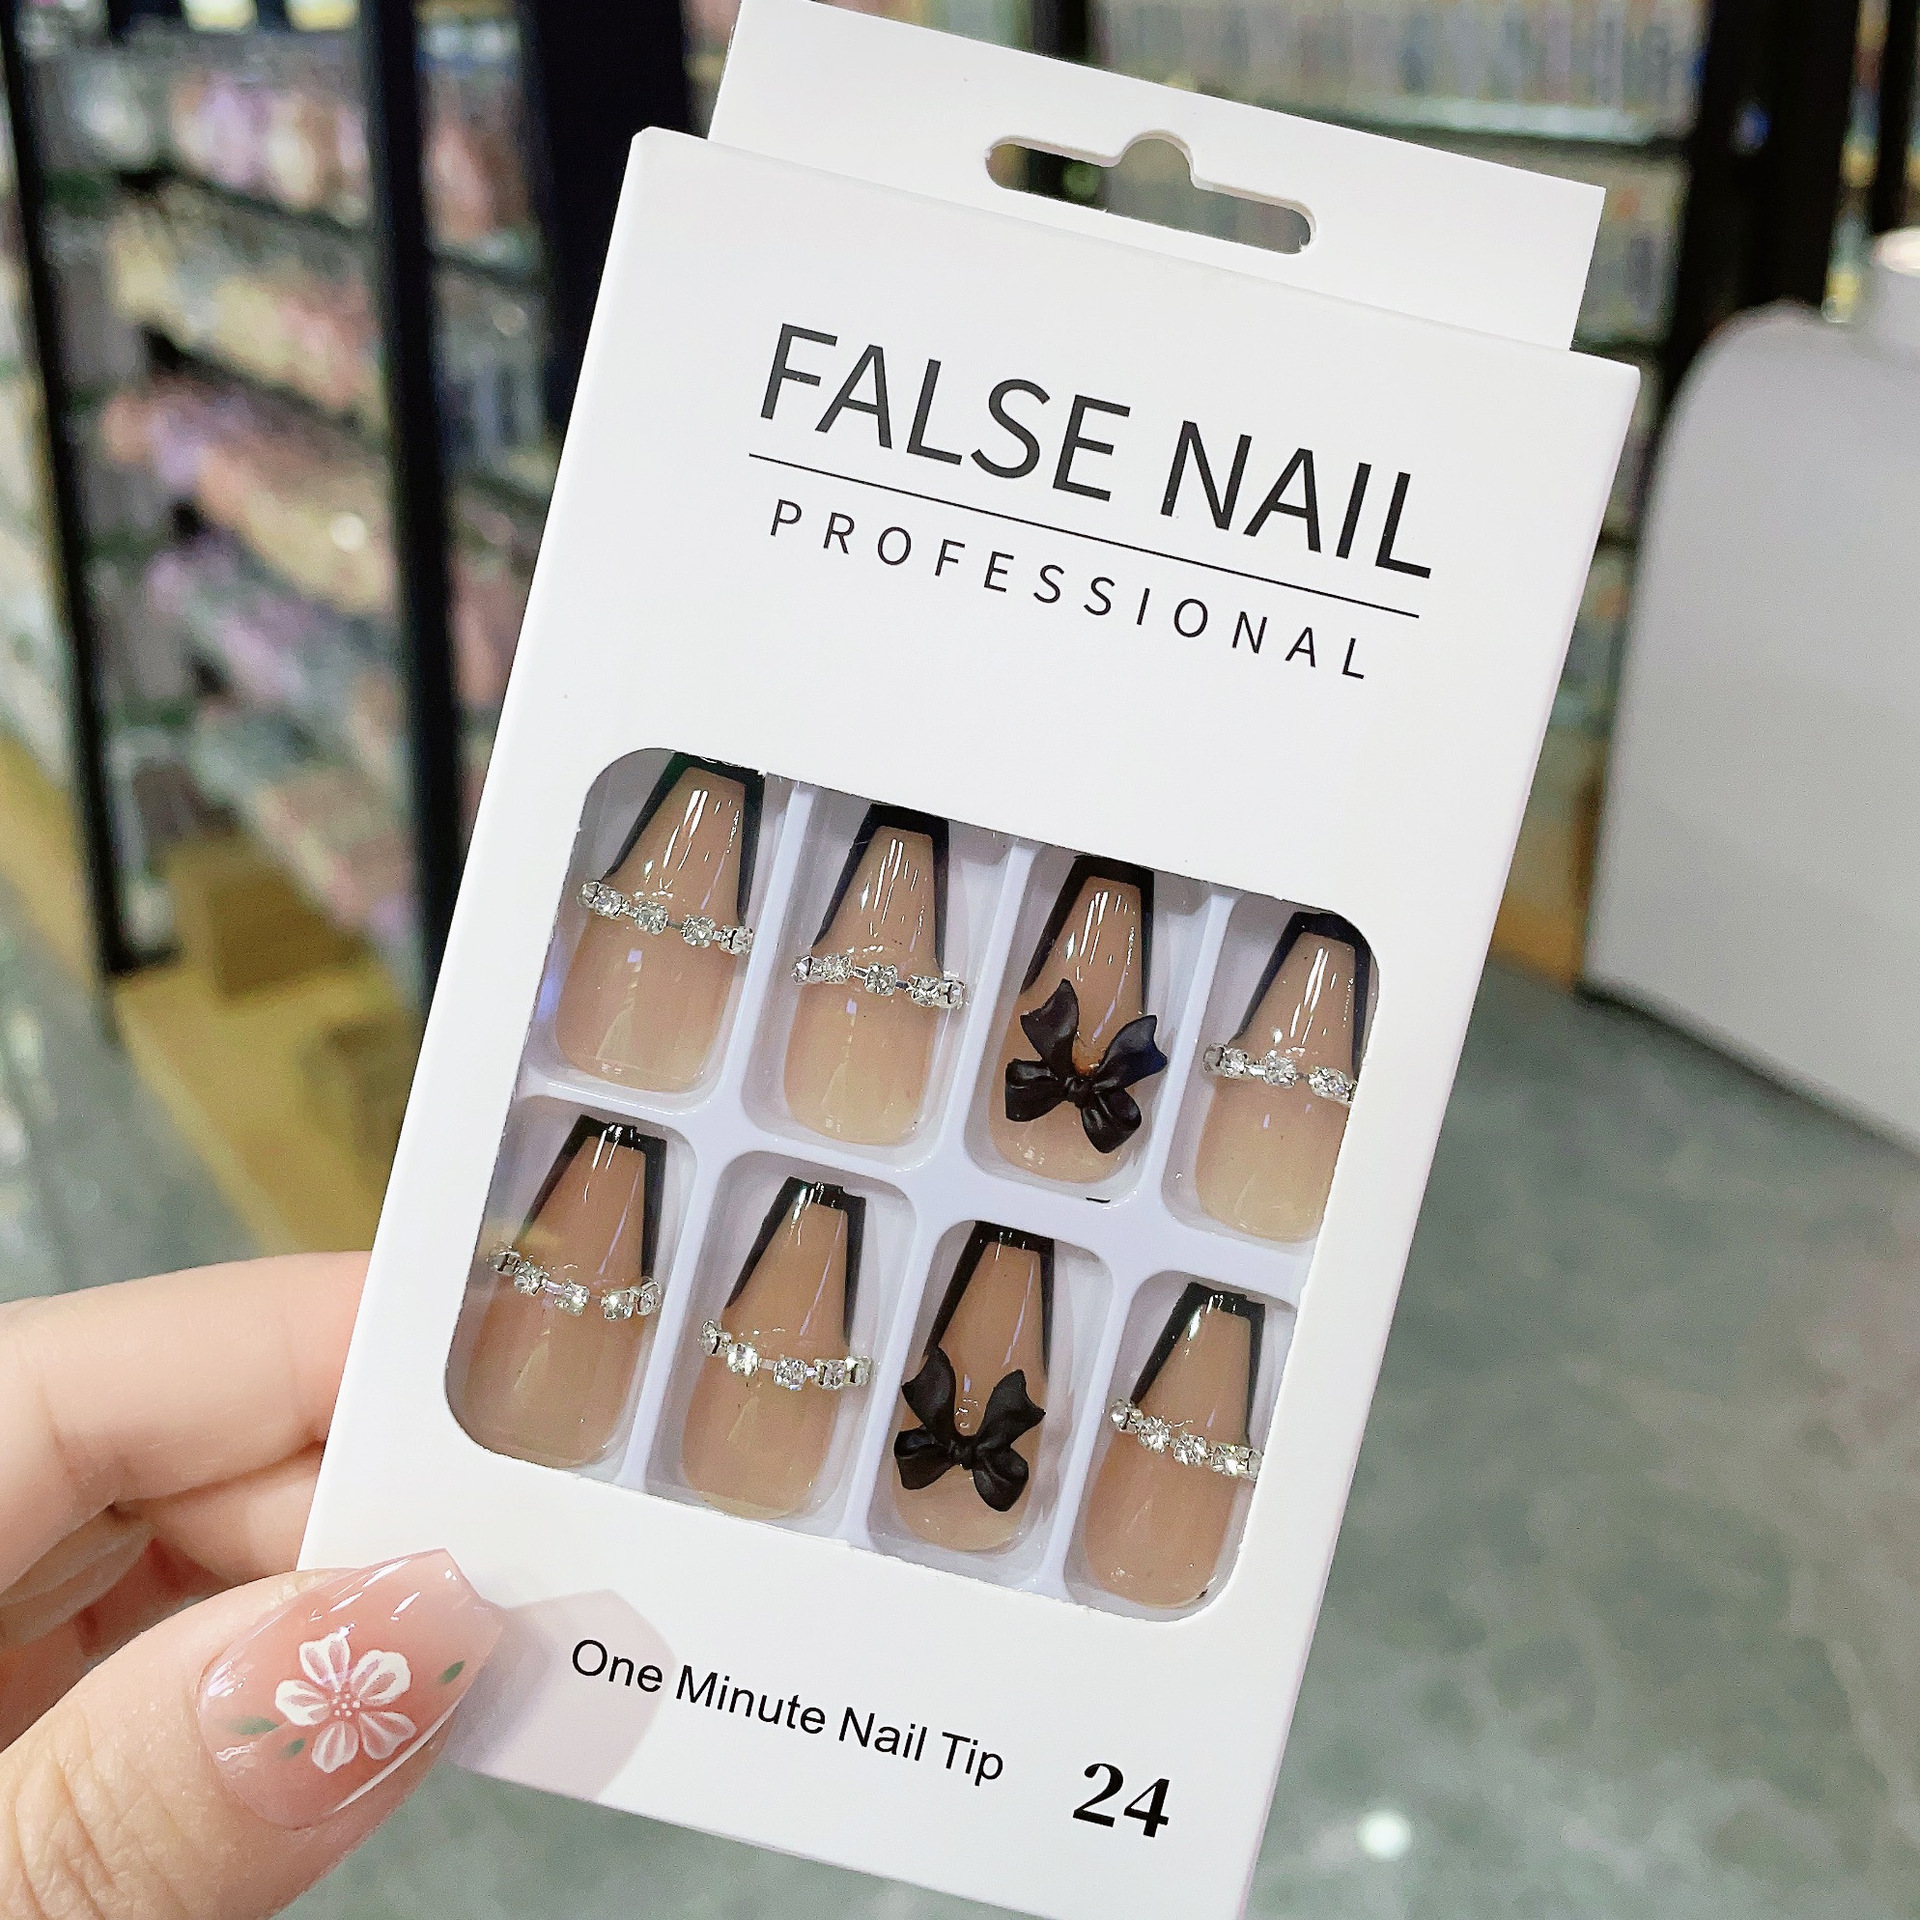 FALSE NAIL
PROFESSIONAL
One Minute Nail Tip
24